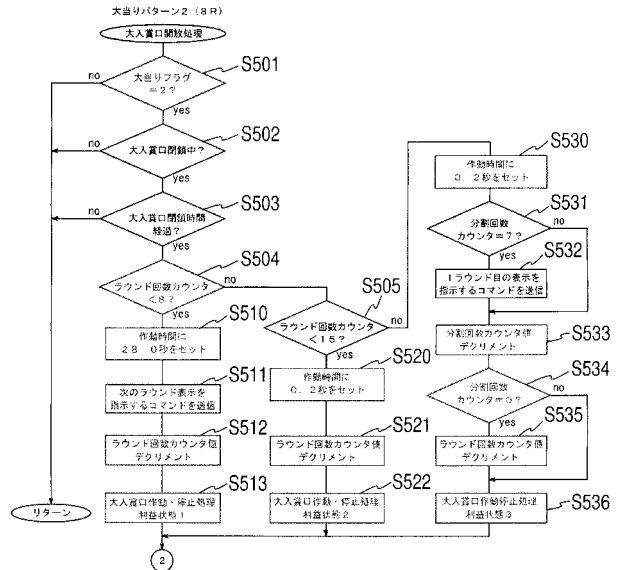 大当りパターン2(8R)
大入賞口開放処理
S501
no
大当りフラグ
=2?
yes
S502
no
大入賞口閉鎖中?
yes
S503
no
大入賞口閉鎖時間
経過?
yes
S504
no
ラウンド回数カウンタ
<8?
yes
S510
作動時間に
28.0秒をセット
S511
次のラウンド表示を
指示するコマンドを送信
S512
ラウンド回数カウンタ値
デクリメント
S513
大入賞口作動・停止処理
利益状態1
リターン
2
S505
no
ラウンド回数カウンタ
<15?
yes
S520
作動時間に
0.2秒をセット
S521
ラウンド回数カウンタ値
デクリメント
S522
大入賞口作動・停止処理
利益状態2
S530
作動時間に
0.2秒をセット
S531
分割回数
カウンタ=7?
no
yes
S532
1ラウンド目の表示を
指示するコマンドを送信
S533
分割回数カウンタ値
デクリメント
S534
分割回数
カウンタ=0?
no
yes
S535
ラウンド回数カウンタ値
デクリメント
S536
大入賞口作動停止処理
利益状態3